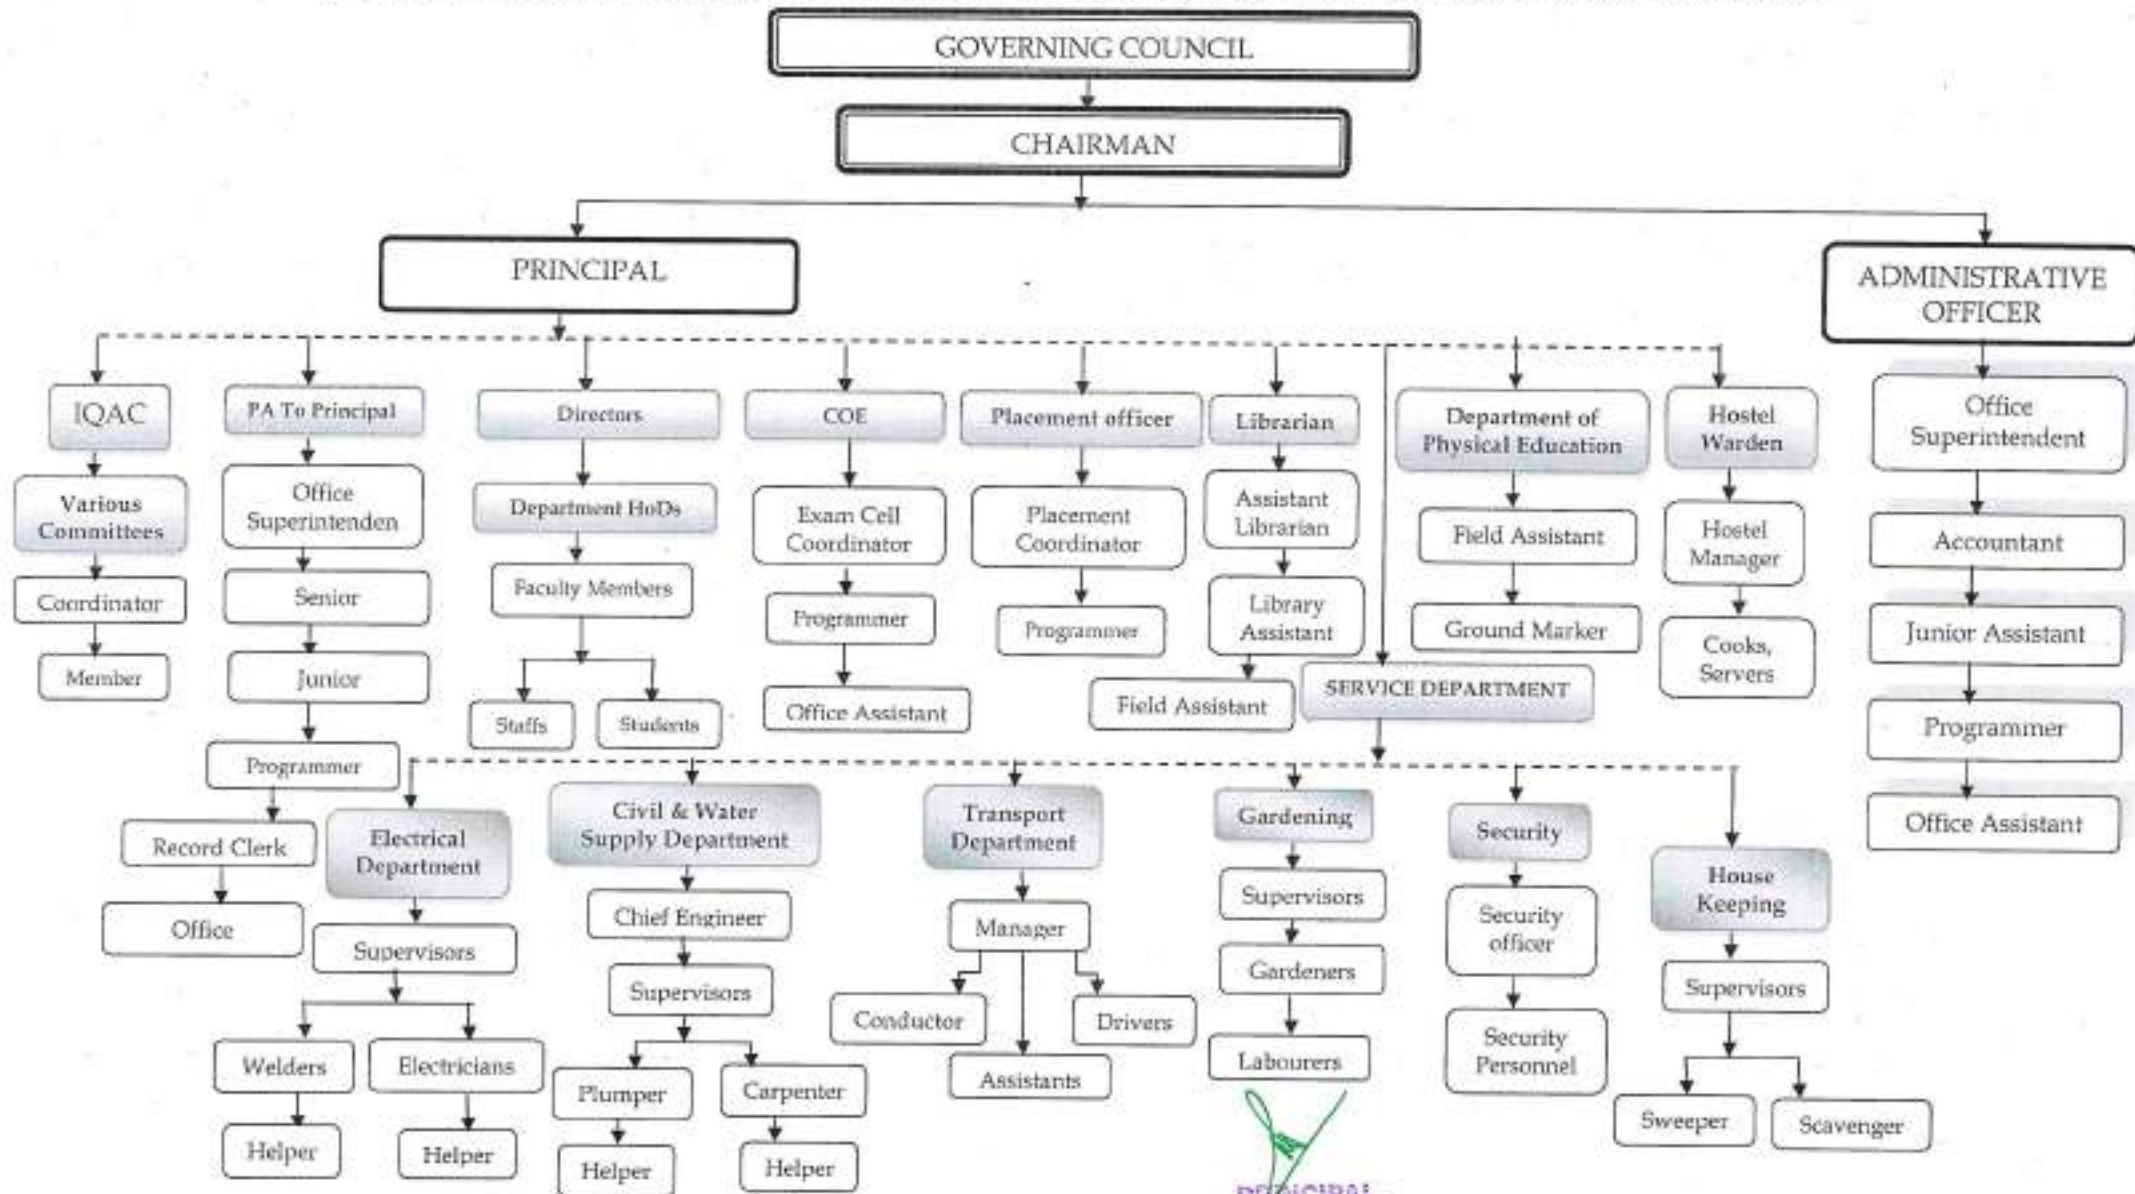 GOVERNING COUNCIL
CHAIRMAN
PRINCIPAL
ADMINISTRATIVE
OFFICER
IQAC
PA To Principal
Directors
COE
Placement officer
Librarian
Department of
Physical Education
Hostel
Warden
Office
Superintendent
Various
Committees
Office
Superintenden
Department HoDs
Exam Cell
Coordinator
Placement
Coordinator
Assistant
Librarian
Field Assistant
Hostel
Manager
Accountant
Coordinator
Senior
Faculty Members
Programmer
Programmer
Library
Assistant
Ground Marker
Cooks,
Servers
Junior Assistant
Member
Junior
Staffs
Students
Office Assistant
Field Assistant
SERVICE DEPARTMENT
Programmer
Programmer
Record Clerk
Electrical
Department
Civil & Water
Supply Department
Transport
Department
Gardening
Security
House
Keeping
Office Assistant
Office
Supervisors
Chief Engineer
Manager
Supervisors
Security
officer
Supervisors
Supervisors
Conductor
Drivers
Gardeners
Welders
Electricians
Plumper
Carpenter
Assistants
Labourers
Security
Personnel
Sweeper
Scavenger
Helper
Helper
Helper
Helper
PRINCIPAL